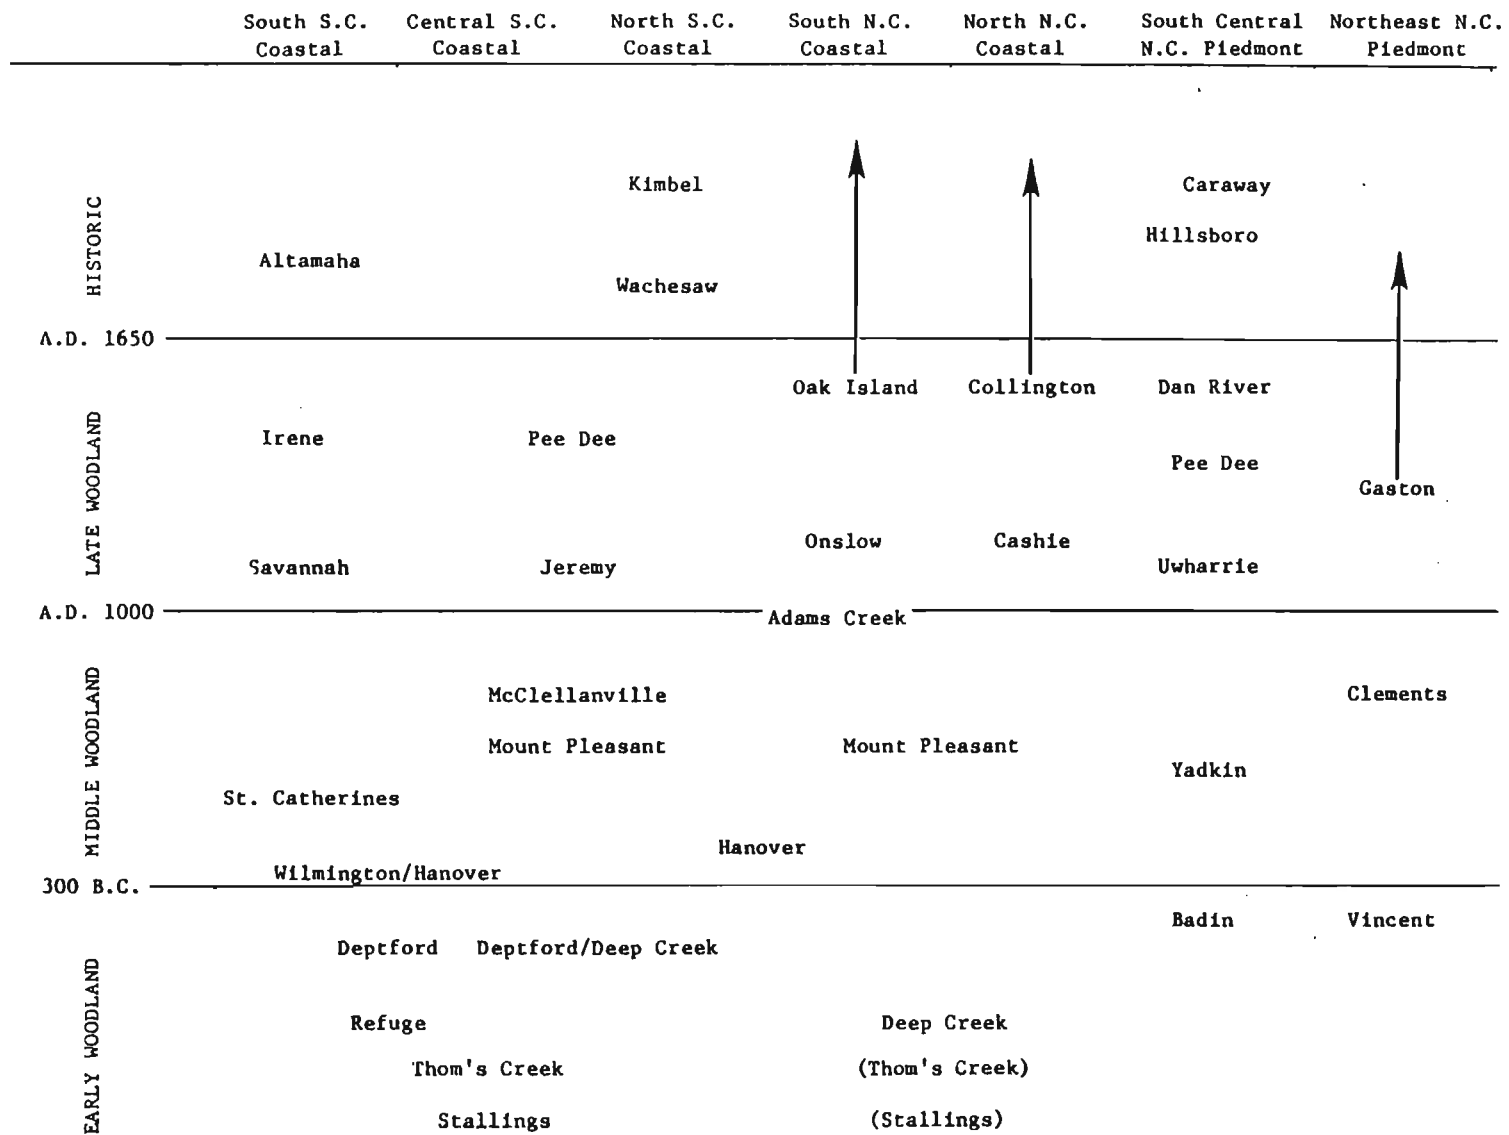 South S.C. Central S.C. North S.C. South N.C. North N.C. South Central Northeast N.C.
Coastal Coastal Coastal Coastal Coastal N.C. Piedmont Piedmont
HISTORIC
Kimbel Caraway
Hillsboro
Altamaha
Wachesaw
A.D. 1650
LATE WOODLAND
Oak Island Collington Dan River
Irene Pee Dee
Pee Dee
Gaston
Onslow Cashie
Savannah Jeremy Uwharrie
A.D. 1000
Adams Creek
MIDDLE WOODLAND
McClellanville Clements
Mount Pleasant Mount Pleasant
Yadkin
St. Catherines
Hanover
Wilmington/Hanover
300 B.C.
EARLY WOODLAND
Badin Vincent
Deptford Deptford/Deep Creek
Refuge Deep Creek
Thom's Creek (Thom's Creek)
Stallings (Stallings)